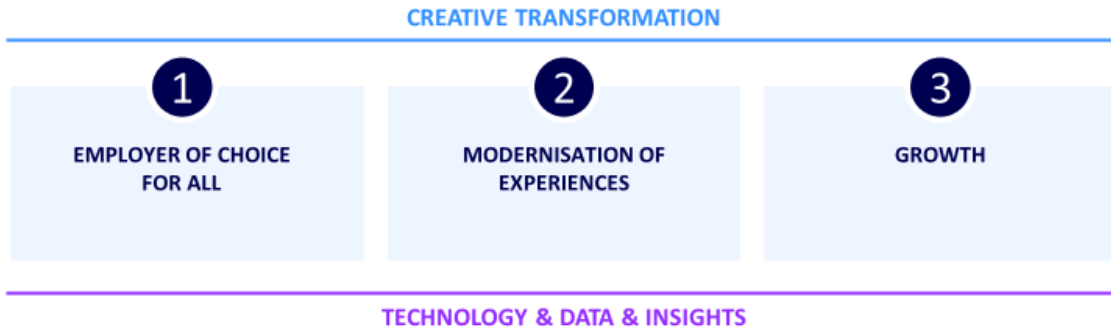 CREATIVE TRANSFORMATION
1
EMPLOYER OF CHOICE
FOR ALL
2
MODERNISATION OF
EXPERIENCES
3
GROWTH
TECHNOLOGY & DATA & INSIGHTS